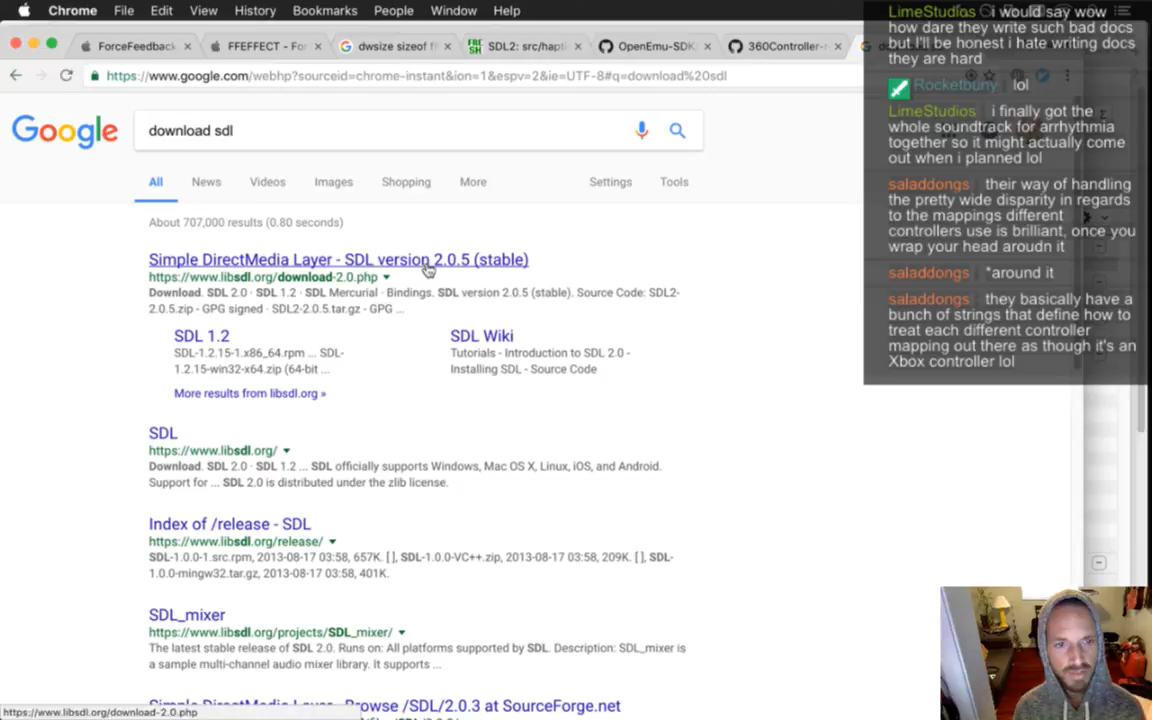 Chrome File Edit View History Bookmarks People Window Help
ForceFeedback × FFEFFECT - For × dwsize sizeof ff × SDL2: src/hapti × OpenEmu-SDK × 360Controller- ×
https://www.google.com/webhp?sourceid=chrome-instant&ion=1&espv=2&ie=UTF-8#q=download%20sdl
Google
download sdl
All News Videos Images Shopping More Settings Tools
About 707,000 results (0.80 seconds)
Simple DirectMedia Layer - SDL version 2.0.5 (stable)
https://www.libsdl.org/download-2.0.php
Download. SDL 2.0 · SDL 1.2 · SDL Mercurial · Bindings. SDL version 2.0.5 (stable). Source Code: SDL2-
2.0.5.zip - GPG signed · SDL2-2.0.5.tar.gz - GPG ...
SDL 1.2
SDL-1.2.15-1.x86_64.rpm ... SDL-
1.2.15-win32-x64.zip (64-bit ...
SDL Wiki
Tutorials - Introduction to SDL 2.0 -
Installing SDL - Source Code
More results from libsdl.org »
SDL
https://www.libsdl.org/
Download. SDL 2.0 · SDL 1.2 ... SDL officially supports Windows, Mac OS X, Linux, iOS, and Android.
Support for ... SDL 2.0 is distributed under the zlib license.
Index of /release - SDL
https://www.libsdl.org/release/
SDL-1.0.0-1.src.rpm, 2013-08-17 03:58, 657K. [ ], SDL-1.0.0-VC++.zip, 2013-08-17 03:58, 209K. [ ], SDL-
1.0.0-mingw32.tar.gz, 2013-08-17 03:58, 401K.
SDL_mixer
https://www.libsdl.org/projects/SDL_mixer/
The latest stable release of SDL 2.0. Runs on: All platforms supported by SDL. Description: SDL_mixer is
a sample multi-channel audio mixer library. It supports ...
Simple DirectMedia Layer - Browse /SDL/2.0.3 at SourceForge.net
https://www.libsdl.org/download-2.0.php
LimeStudios i would say wow
how dare they write such bad docs
but I'll be honest i hate writing docs
they are hard
Rocketbunny lol
LimeStudios i finally got the
whole soundtrack for arrhythmia
together so it might actually come
out when i planned lol
saladdongs their way of handling
the pretty wide disparity in regards
to the mappings different
controllers use is brilliant, once you
wrap your head aroudn it
saladdongs *around it
saladdongs they basically have a
bunch of strings that define how to
treat each different controller
mapping out there as though it's an
Xbox controller lol